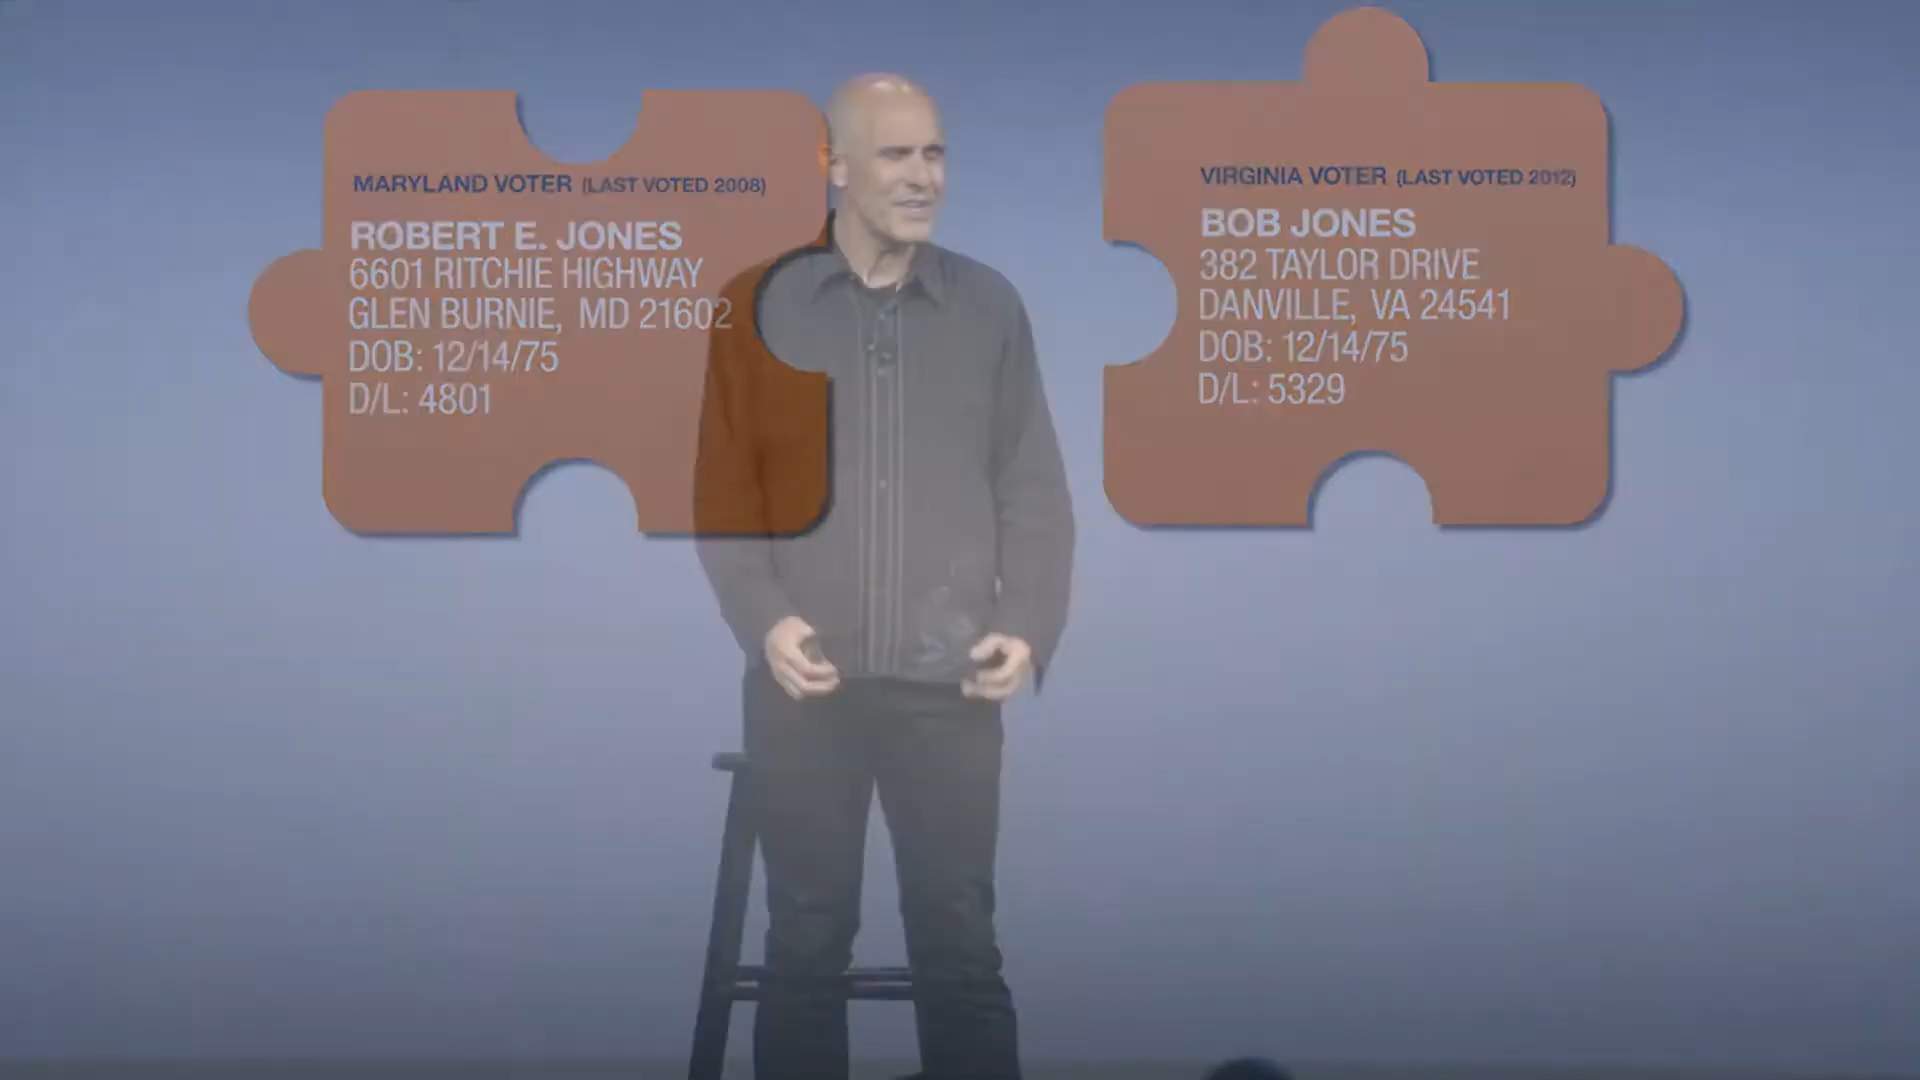 MARYLAND VOTER (LAST VOTED 2008)
ROBERT E. JONES
6601 RITCHIE HIGHWAY
GLEN BURNIE, MD 21602
DOB: 12/14/75
D/L: 4801
VIRGINIA VOTER (LAST VOTED 2012)
BOB JONES
382 TAYLOR DRIVE
DANVILLE, VA 24541
DOB: 12/14/75
D/L: 5329